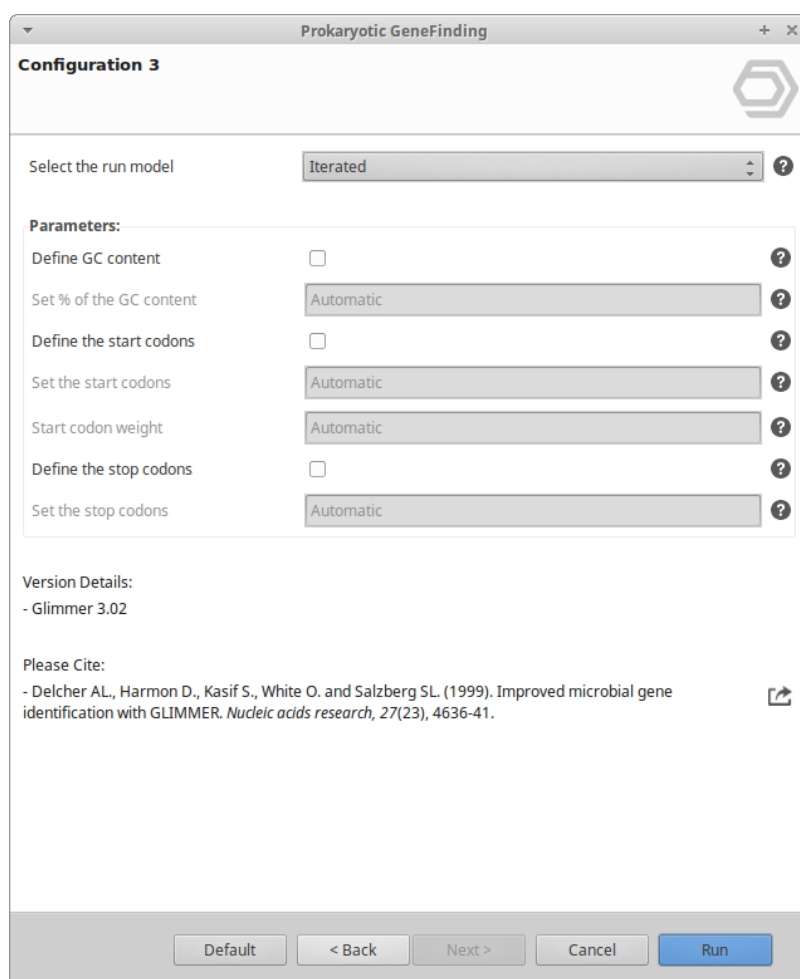 Prokaryotic GeneFinding
Configuration 3
Select the run model Iterated
Parameters:
Define GC content
Set % of the GC content Automatic
Define the start codons
Set the start codons Automatic
Start codon weight Automatic
Define the stop codons
Set the stop codons Automatic
Version Details:
- Glimmer 3.02
Please Cite:
- Delcher AL., Harmon D., Kasif S., White O. and Salzberg SL. (1999). Improved microbial gene
identification with GLIMMER. Nucleic acids research, 27(23), 4636-41.
Default < Back Next > Cancel Run